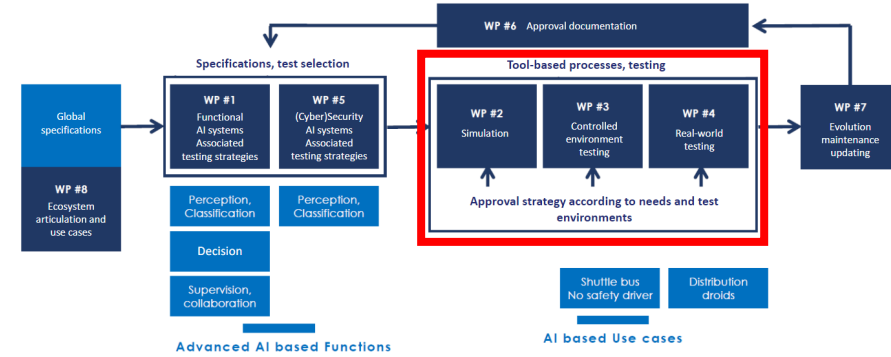 WP #6 Approval documentation
Specifications, test selection
Tool-based processes, testing
Global
specifications
WP #8
Ecosystem
articulation and
use cases
WP #1
Functional
AI systems
Associated
testing strategies
WP #5
(Cyber)Security
AI systems
Associated
testing strategies
WP #2
Simulation
WP #3
Controlled
environment
testing
WP #4
Real-world
testing
WP #7
Evolution
maintenance
updating
Approval strategy according to needs and test
environments
Perception,
Classification
Perception,
Classification
Decision
Supervision,
collaboration
Advanced AI based Functions
Shuttle bus
No safety driver
Distribution
droids
AI based Use cases